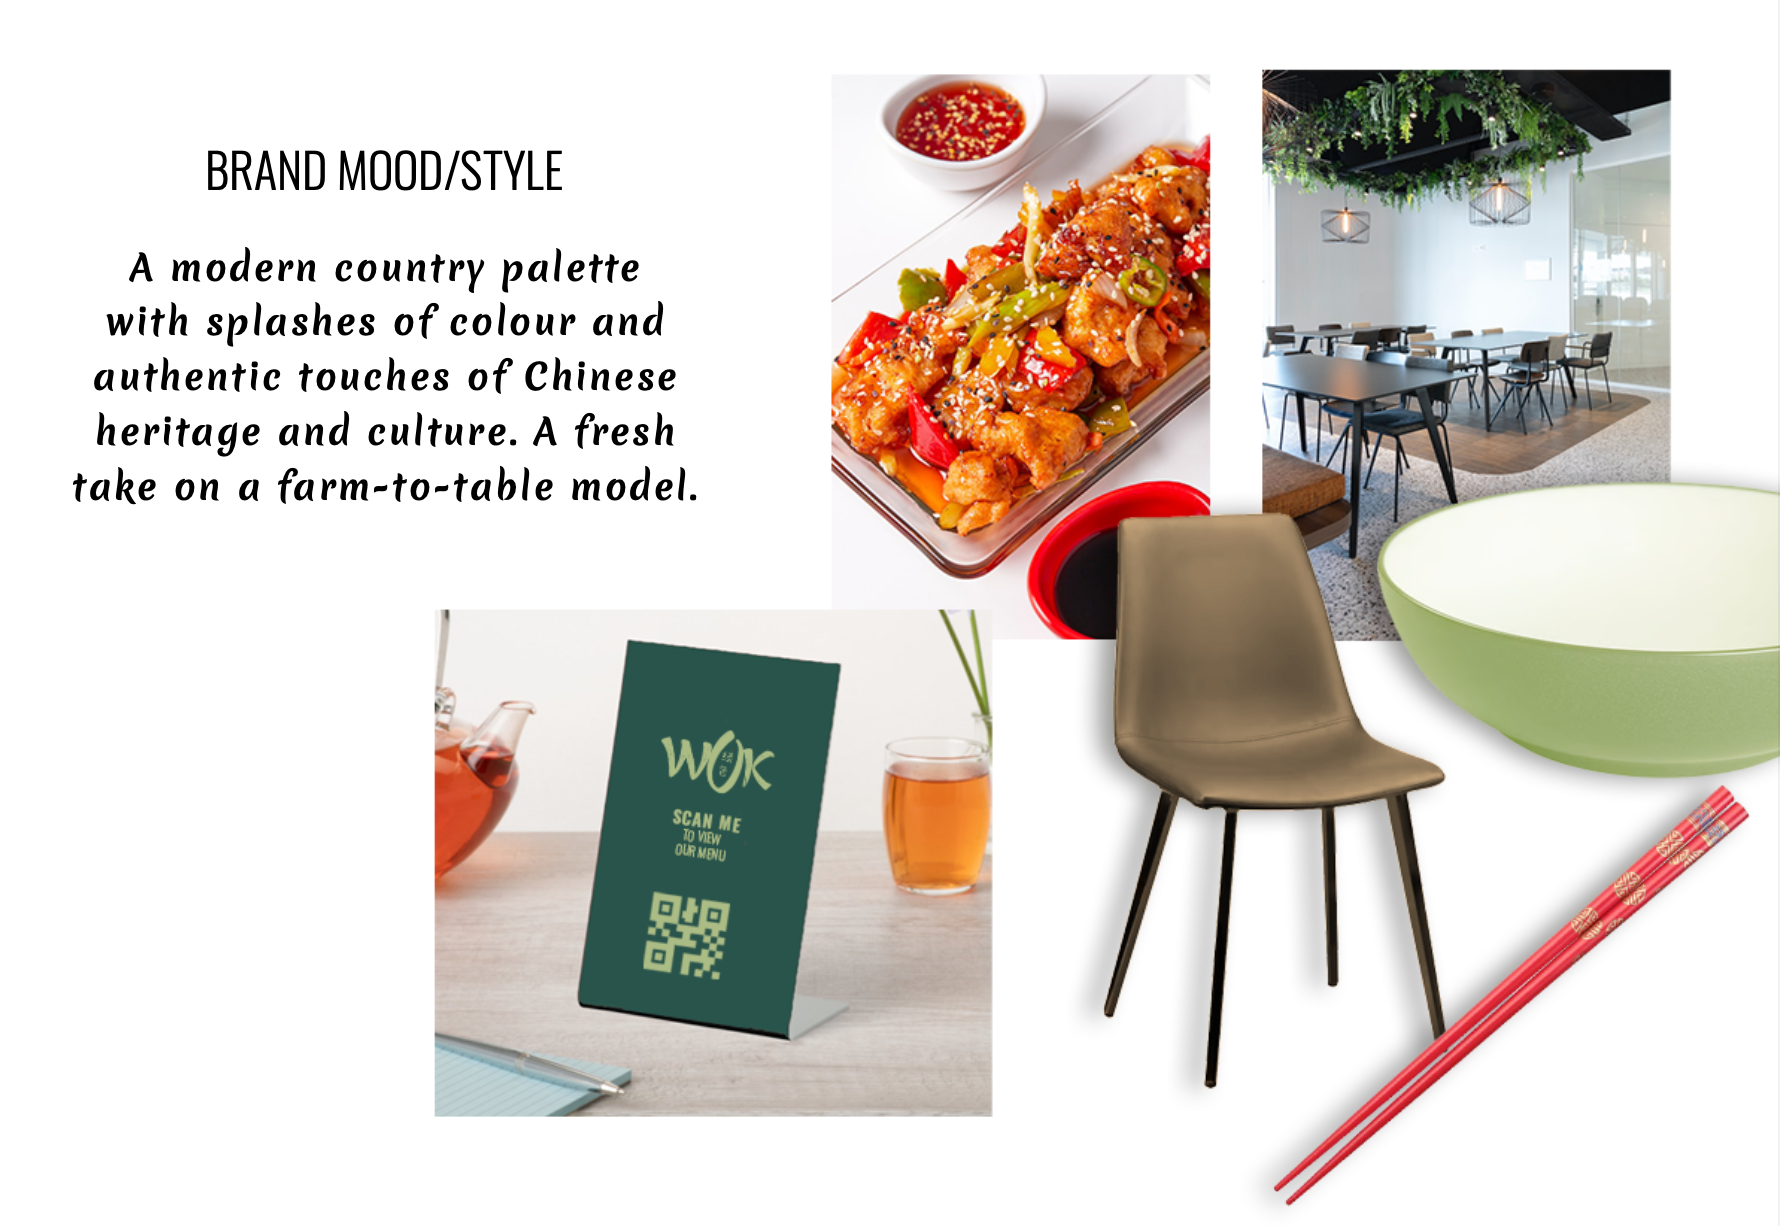 BRAND MOOD/STYLE
A modern country palette
with splashes of colour and
authentic touches of Chinese
heritage and culture. A fresh
take on a farm-to-table model.
WOK
SCAN ME
TO VIEW
OUR MENU